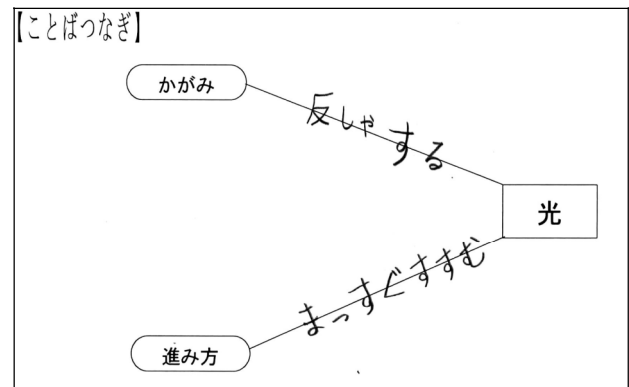 【ことばつなぎ】
かがみ
反しゃする
光
まっすぐすすむ
進み方